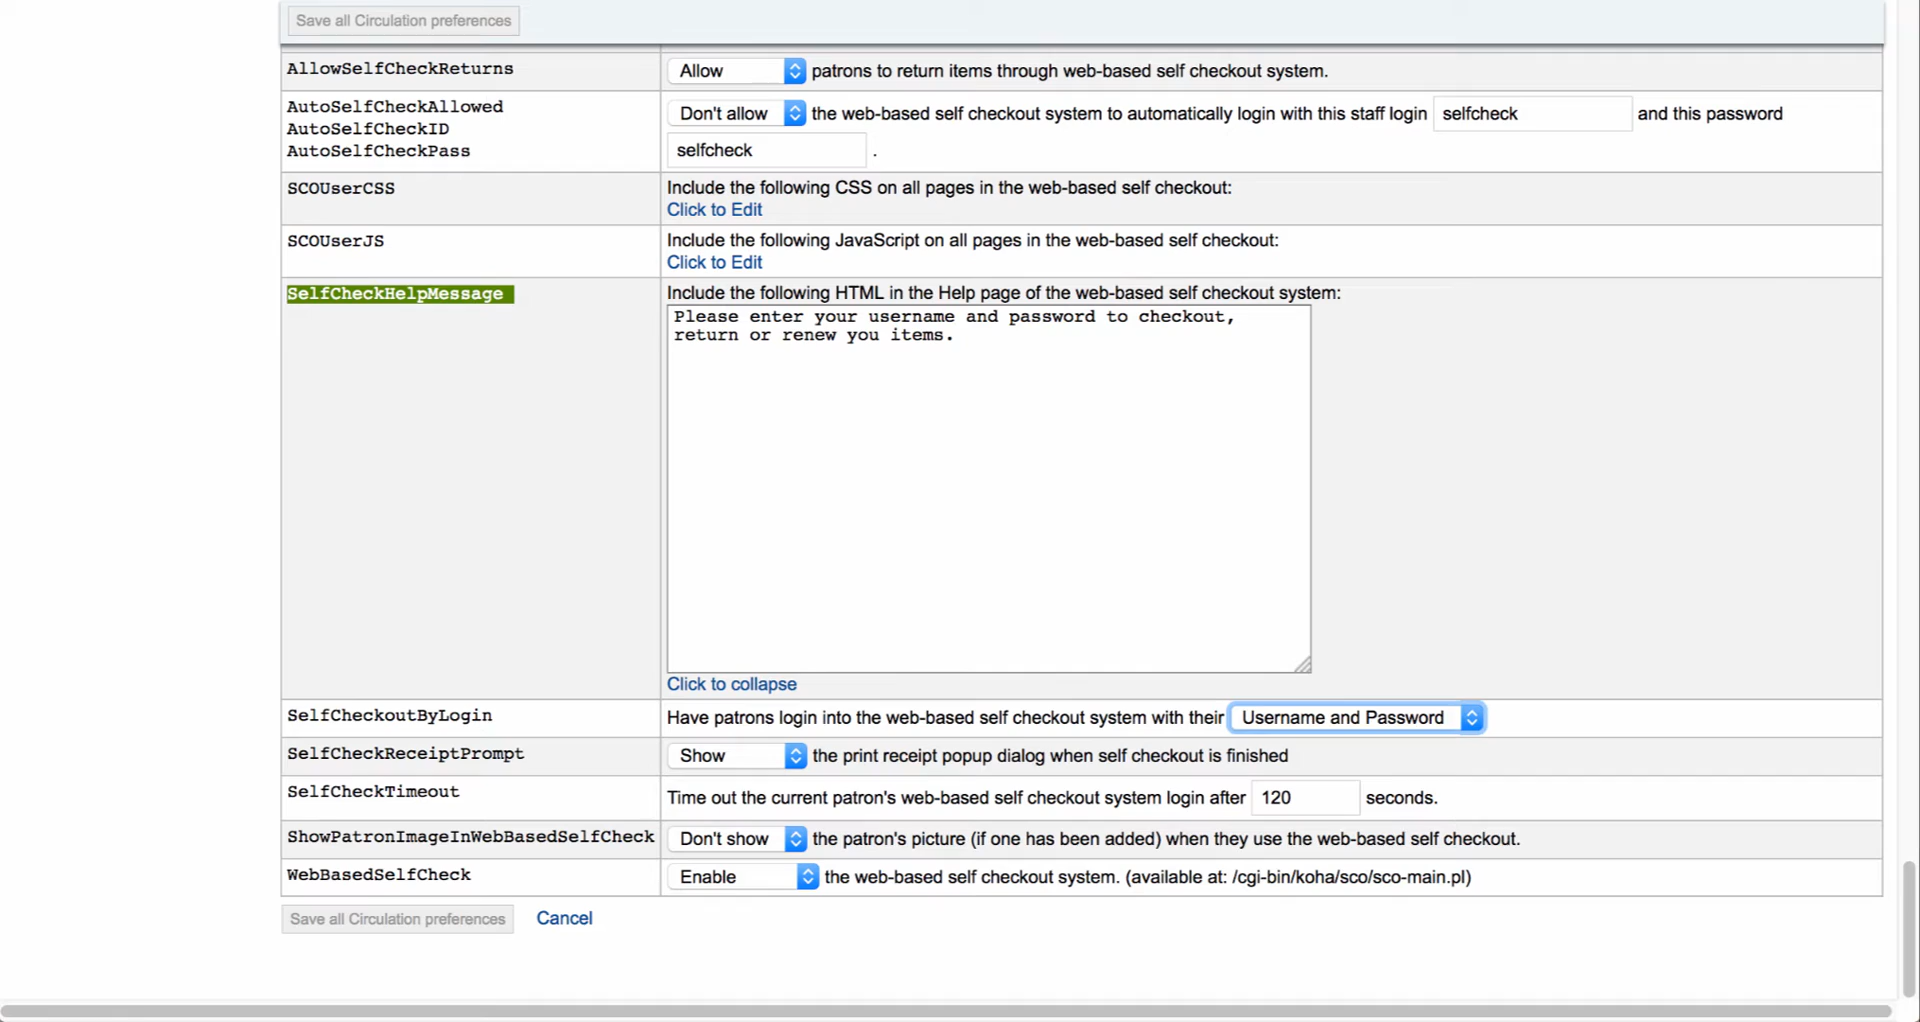 Save all Circulation preferences
AllowSelfCheckReturns
Allow patrons to return items through web-based self checkout system.
AutoSelfCheckAllowed
AutoSelfCheckID
AutoSelfCheckPass
Don't allow the web-based self checkout system to automatically login with this staff login selfcheck and this password
selfcheck .
SCOUserCSS
Include the following CSS on all pages in the web-based self checkout:
Click to Edit
SCOUserJS
Include the following JavaScript on all pages in the web-based self checkout:
Click to Edit
SelfCheckHelpMessage
Include the following HTML in the Help page of the web-based self checkout system:
Please enter your username and password to checkout,
return or renew you items.
Click to collapse
SelfCheckoutByLogin
Have patrons login into the web-based self checkout system with their Username and Password
SelfCheckReceiptPrompt
Show the print receipt popup dialog when self checkout is finished
SelfCheckTimeout
Time out the current patron's web-based self checkout system login after 120 seconds.
ShowPatronImageInWebBasedSelfCheck
Don't show the patron's picture (if one has been added) when they use the web-based self checkout.
WebBasedSelfCheck
Enable the web-based self checkout system. (available at: /cgi-bin/koha/sco/sco-main.pl)
Save all Circulation preferences Cancel